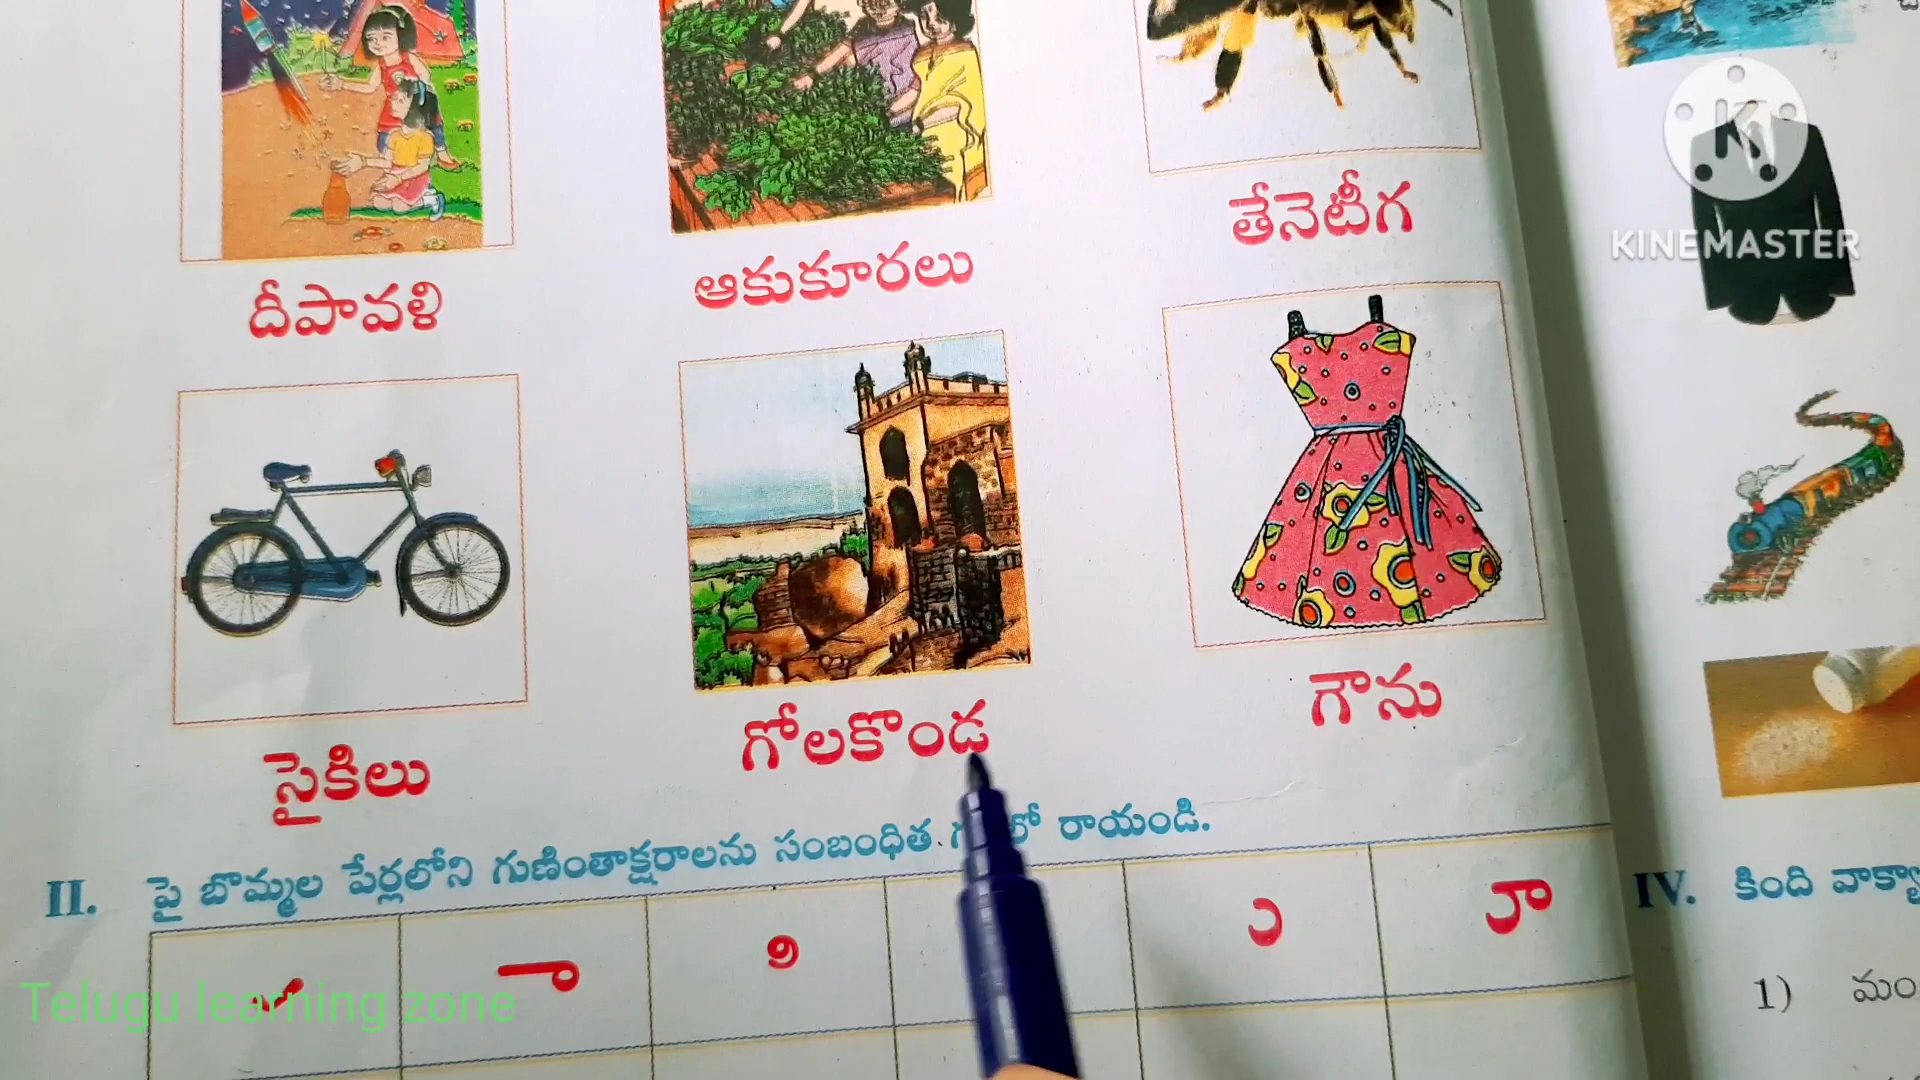 తేనెటీగ
దీపావళి
ఆకుకూరలు
KINEMASTER
సైకిలు
గోలకొండ
గౌను
II. పై బొమ్మల పేర్లలోని గుణింతాక్షరాలను సంబంధిత రాయండి.
IV. కింది
1)
Telugu learning zone